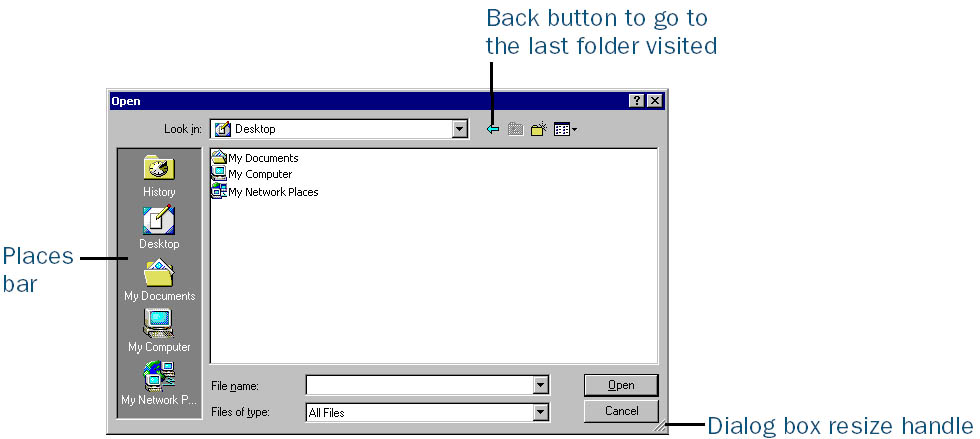 Back button to go to
the last folder visited
Open
Look in:
Desktop
My Documents
My Computer
My Network Places
History
Desktop
My Documents
My Computer
My Network P...
Places
bar
File name:
Open
Files of type:
All Files
Cancel
Dialog box resize handle